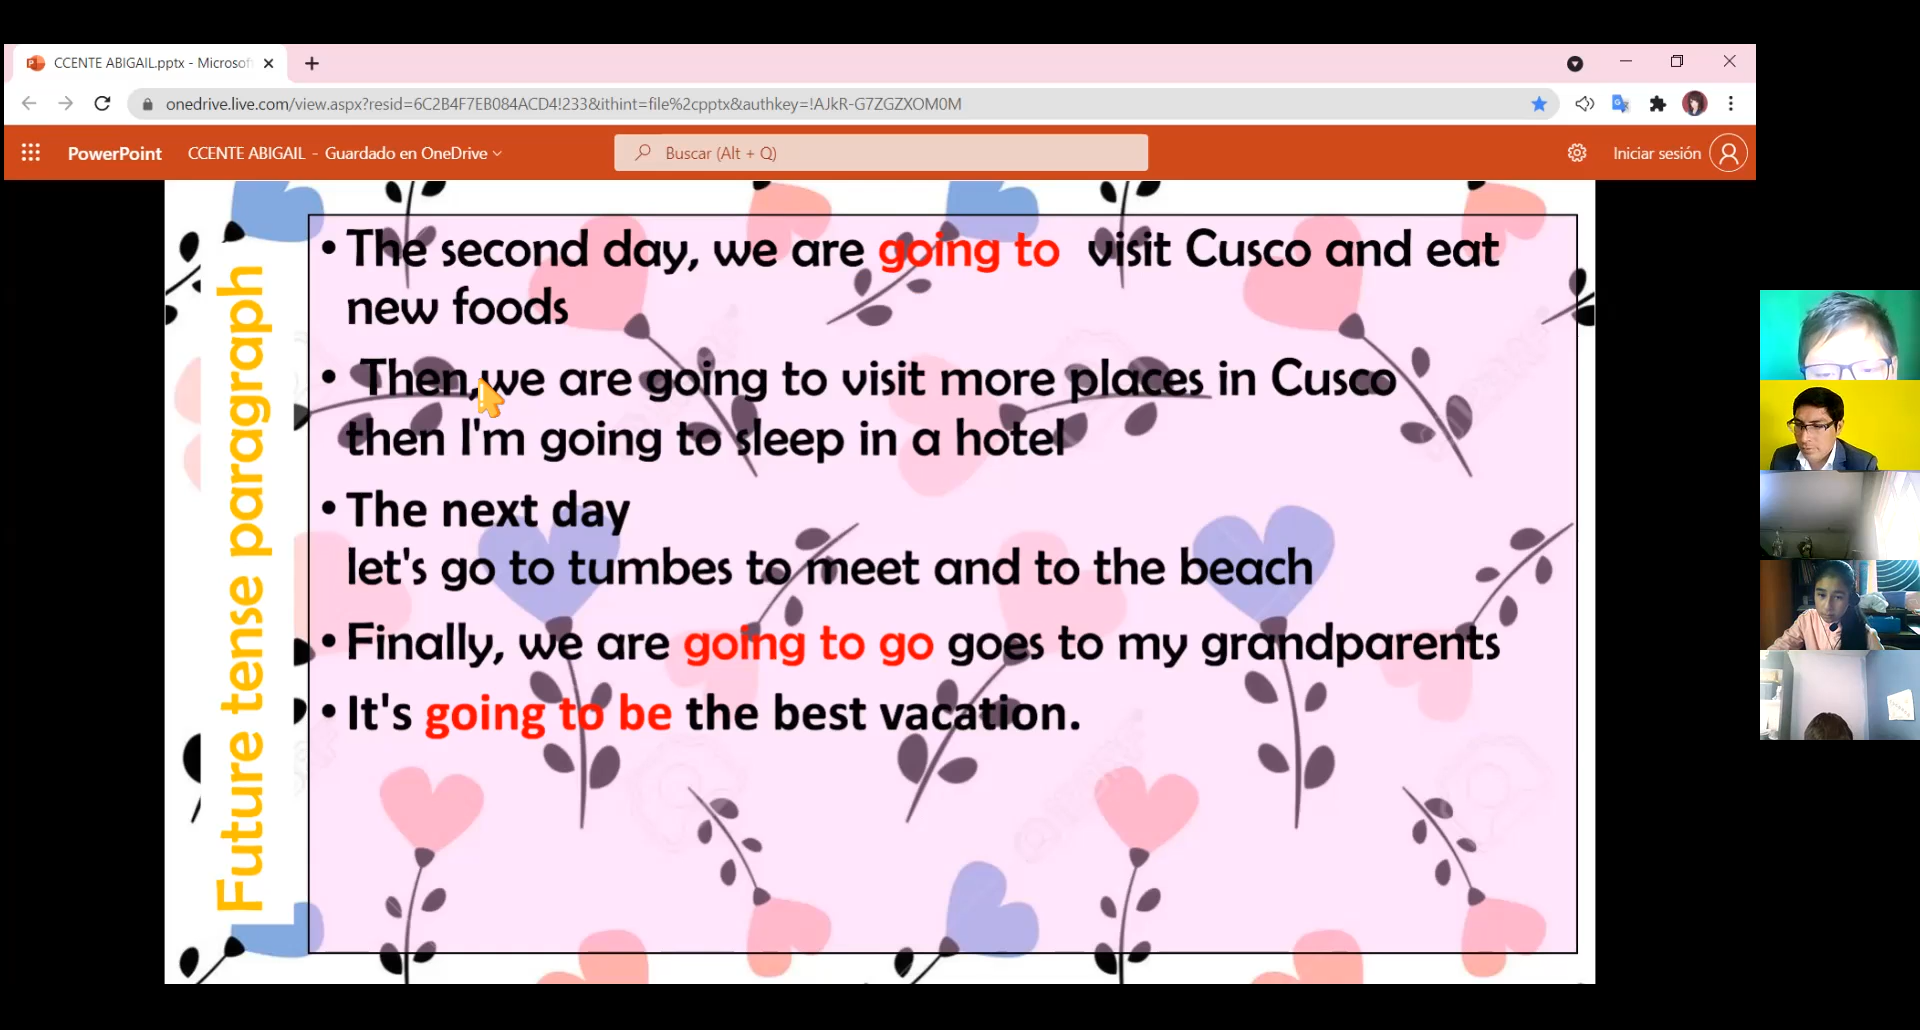 CCENTE ABIGAIL.pptx - Microsof
onedrive.live.com/view.aspx?resid=6C2B4F7EB084ACD4!233&ithint=file%2cpptx&authkey=!AJkR-G7ZGZXOM0M
PowerPoint CCENTE ABIGAIL - Guardado en OneDrive Buscar (Alt + Q) Iniciar sesión
Future tense paragraph
• The second day, we are going to visit Cusco and eat
new foods
• Then,we are going to visit more places in Cusco
then I'm going to sleep in a hotel
• The next day
let's go to tumbes to meet and to the beach
• Finally, we are going to go goes to my grandparents
• It's going to be the best vacation.